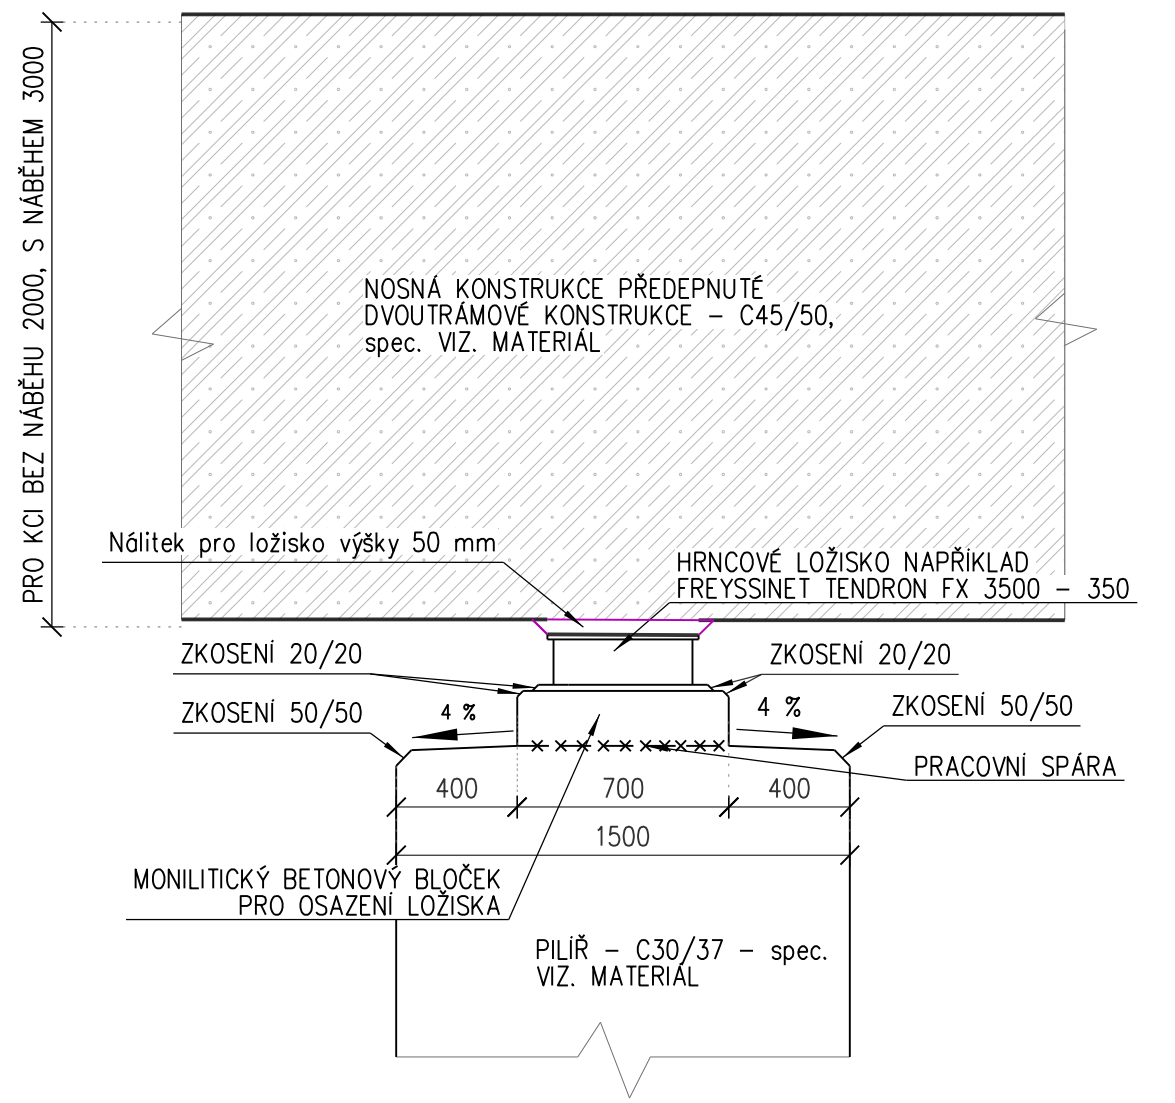 PRO KCI BEZ NÁBĚHU 2000, S NÁBĚHEM 3000
NOSNÁ KONSTRUKCE PŘEDEPNUTÉ
DVOUTRÁMOVÉ KONSTRUKCE – C45/50,
spec. VIZ. MATERIÁL
Nálitek pro ložisko výšky 50 mm
HRNCOVÉ LOŽISKO NAPŘÍKLAD
FREYSSINET TENDRON FX 3500 – 350
ZKOSENÍ 20/20
ZKOSENÍ 20/20
ZKOSENÍ 50/50
4 %
4 %
ZKOSENÍ 50/50
PRACOVNÍ SPÁRA
400
700
400
1500
MONILITICKÝ BETONOVÝ BLOČEK
PRO OSAZENÍ LOŽISKA
PILÍŘ – C30/37 – spec.
VIZ. MATERIÁL